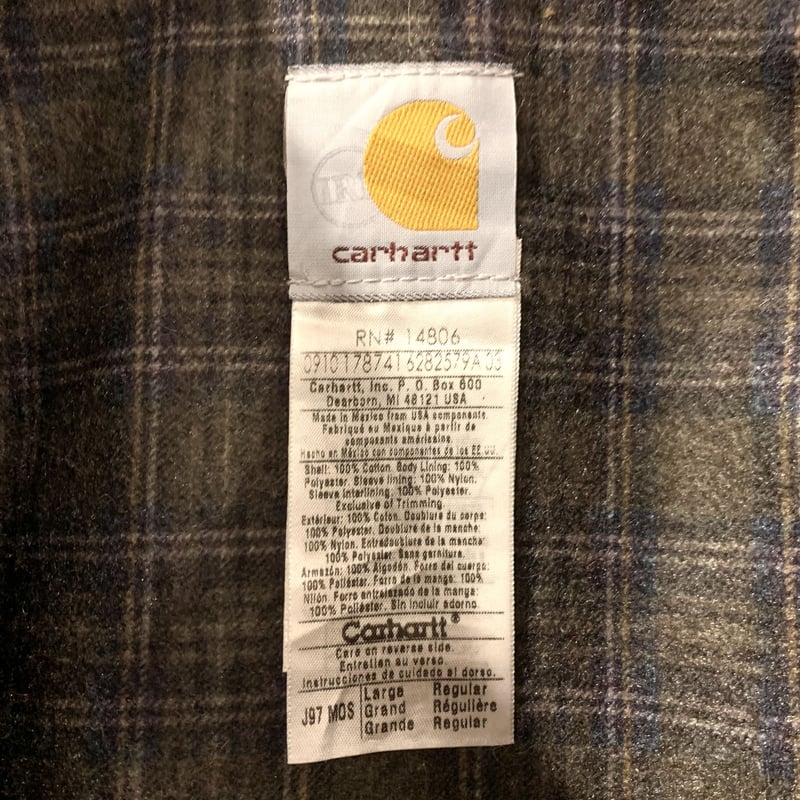 carhartt
RN# 14806
0910178741 6282579A 03
Carhartt, Inc. P. O. Box 600
Dearborn, MI 48121 USA
Made in Mexico from USA components.
Fabriqué au Mexique à partir de
composants américains.
Hecho en México con componentes de los EE UU.
Shell: 100% Cotton. Body Lining: 100%
Polyester. Sleeve lining: 100% Nylon.
Sleeve Interlining: 100% Polyester.
Exclusive of Trimming.
Extérieur: 100% Coton. Doublure du corps:
100% Polyester. Doublure de la manche:
100% Nylon. Entredoublure de la manche:
100% Polyester. Sans garniture.
Armazón: 100% Algodón. Forro del cuerpo:
100% Poliéster. Forro de la manga: 100%
Nilón. Forro entrelazado de la manga:
100% Poliéster. Sin incluir adorno.
Carhartt®
Care on reverse side.
Entretien au verso.
Instrucciones de cuidado al dorso.
J97 MOS
Large Regular
Grand Régulière
Grande Regular